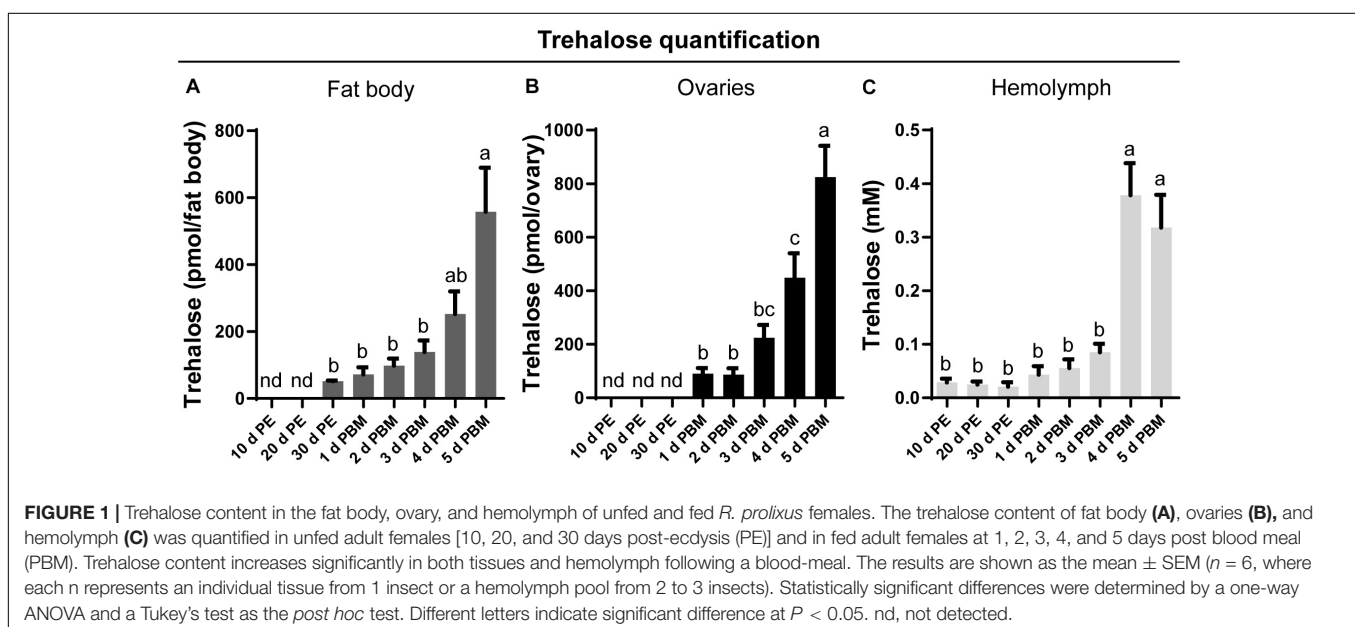 Trehalose quantification
A Fat body
Trehalose (pmol/fat body)
800
600
400
200
0
nd nd b b b b ab a
10 d PE 20 d PE 30 d PE 1 d PBM 2 d PBM 3 d PBM 4 d PBM 5 d PBM
B Ovaries
Trehalose (pmol/ovary)
1000
800
600
400
200
0
nd nd nd b b bc c a
10 d PE 20 d PE 30 d PE 1 d PBM 2 d PBM 3 d PBM 4 d PBM 5 d PBM
C Hemolymph
Trehalose (mM)
0.5
0.4
0.3
0.2
0.1
0.0
b b b b b b a a
10 d PE 20 d PE 30 d PE 1 d PBM 2 d PBM 3 d PBM 4 d PBM 5 d PBM
FIGURE 1 | Trehalose content in the fat body, ovary, and hemolymph of unfed and fed R. prolixus females. The trehalose content of fat body (A), ovaries (B), and
hemolymph (C) was quantified in unfed adult females [10, 20, and 30 days post-ecdysis (PE)] and in fed adult females at 1, 2, 3, 4, and 5 days post blood meal
(PBM). Trehalose content increases significantly in both tissues and hemolymph following a blood-meal. The results are shown as the mean ± SEM (n = 6, where
each n represents an individual tissue from 1 insect or a hemolymph pool from 2 to 3 insects). Statistically significant differences were determined by a one-way
ANOVA and a Tukey's test as the post hoc test. Different letters indicate significant difference at P < 0.05. nd, not detected.